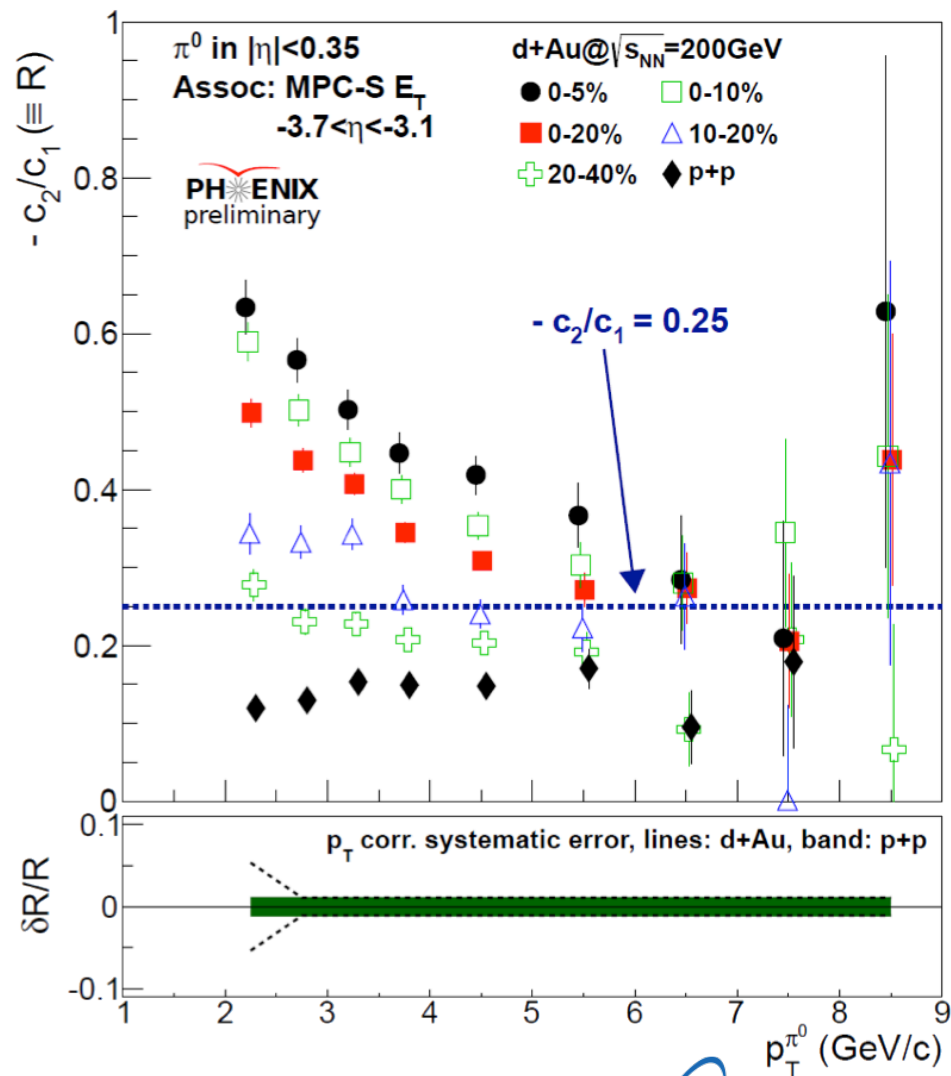 π⁰ in |η|<0.35
Assoc: MPC-S E_T
-3.7<η<-3.1
PHENIX
preliminary
d+Au@√s_NN=200GeV
0-5%
0-10%
0-20%
10-20%
20-40%
p+p
- c₂/c₁ (≡ R)
1
0.8
0.6
0.4
0.2
0
- c₂/c₁ = 0.25
p_T corr. systematic error, lines: d+Au, band: p+p
δR/R
0.1
0
-0.1
1 2 3 4 5 6 7 8 9
p_T^π⁰ (GeV/c)